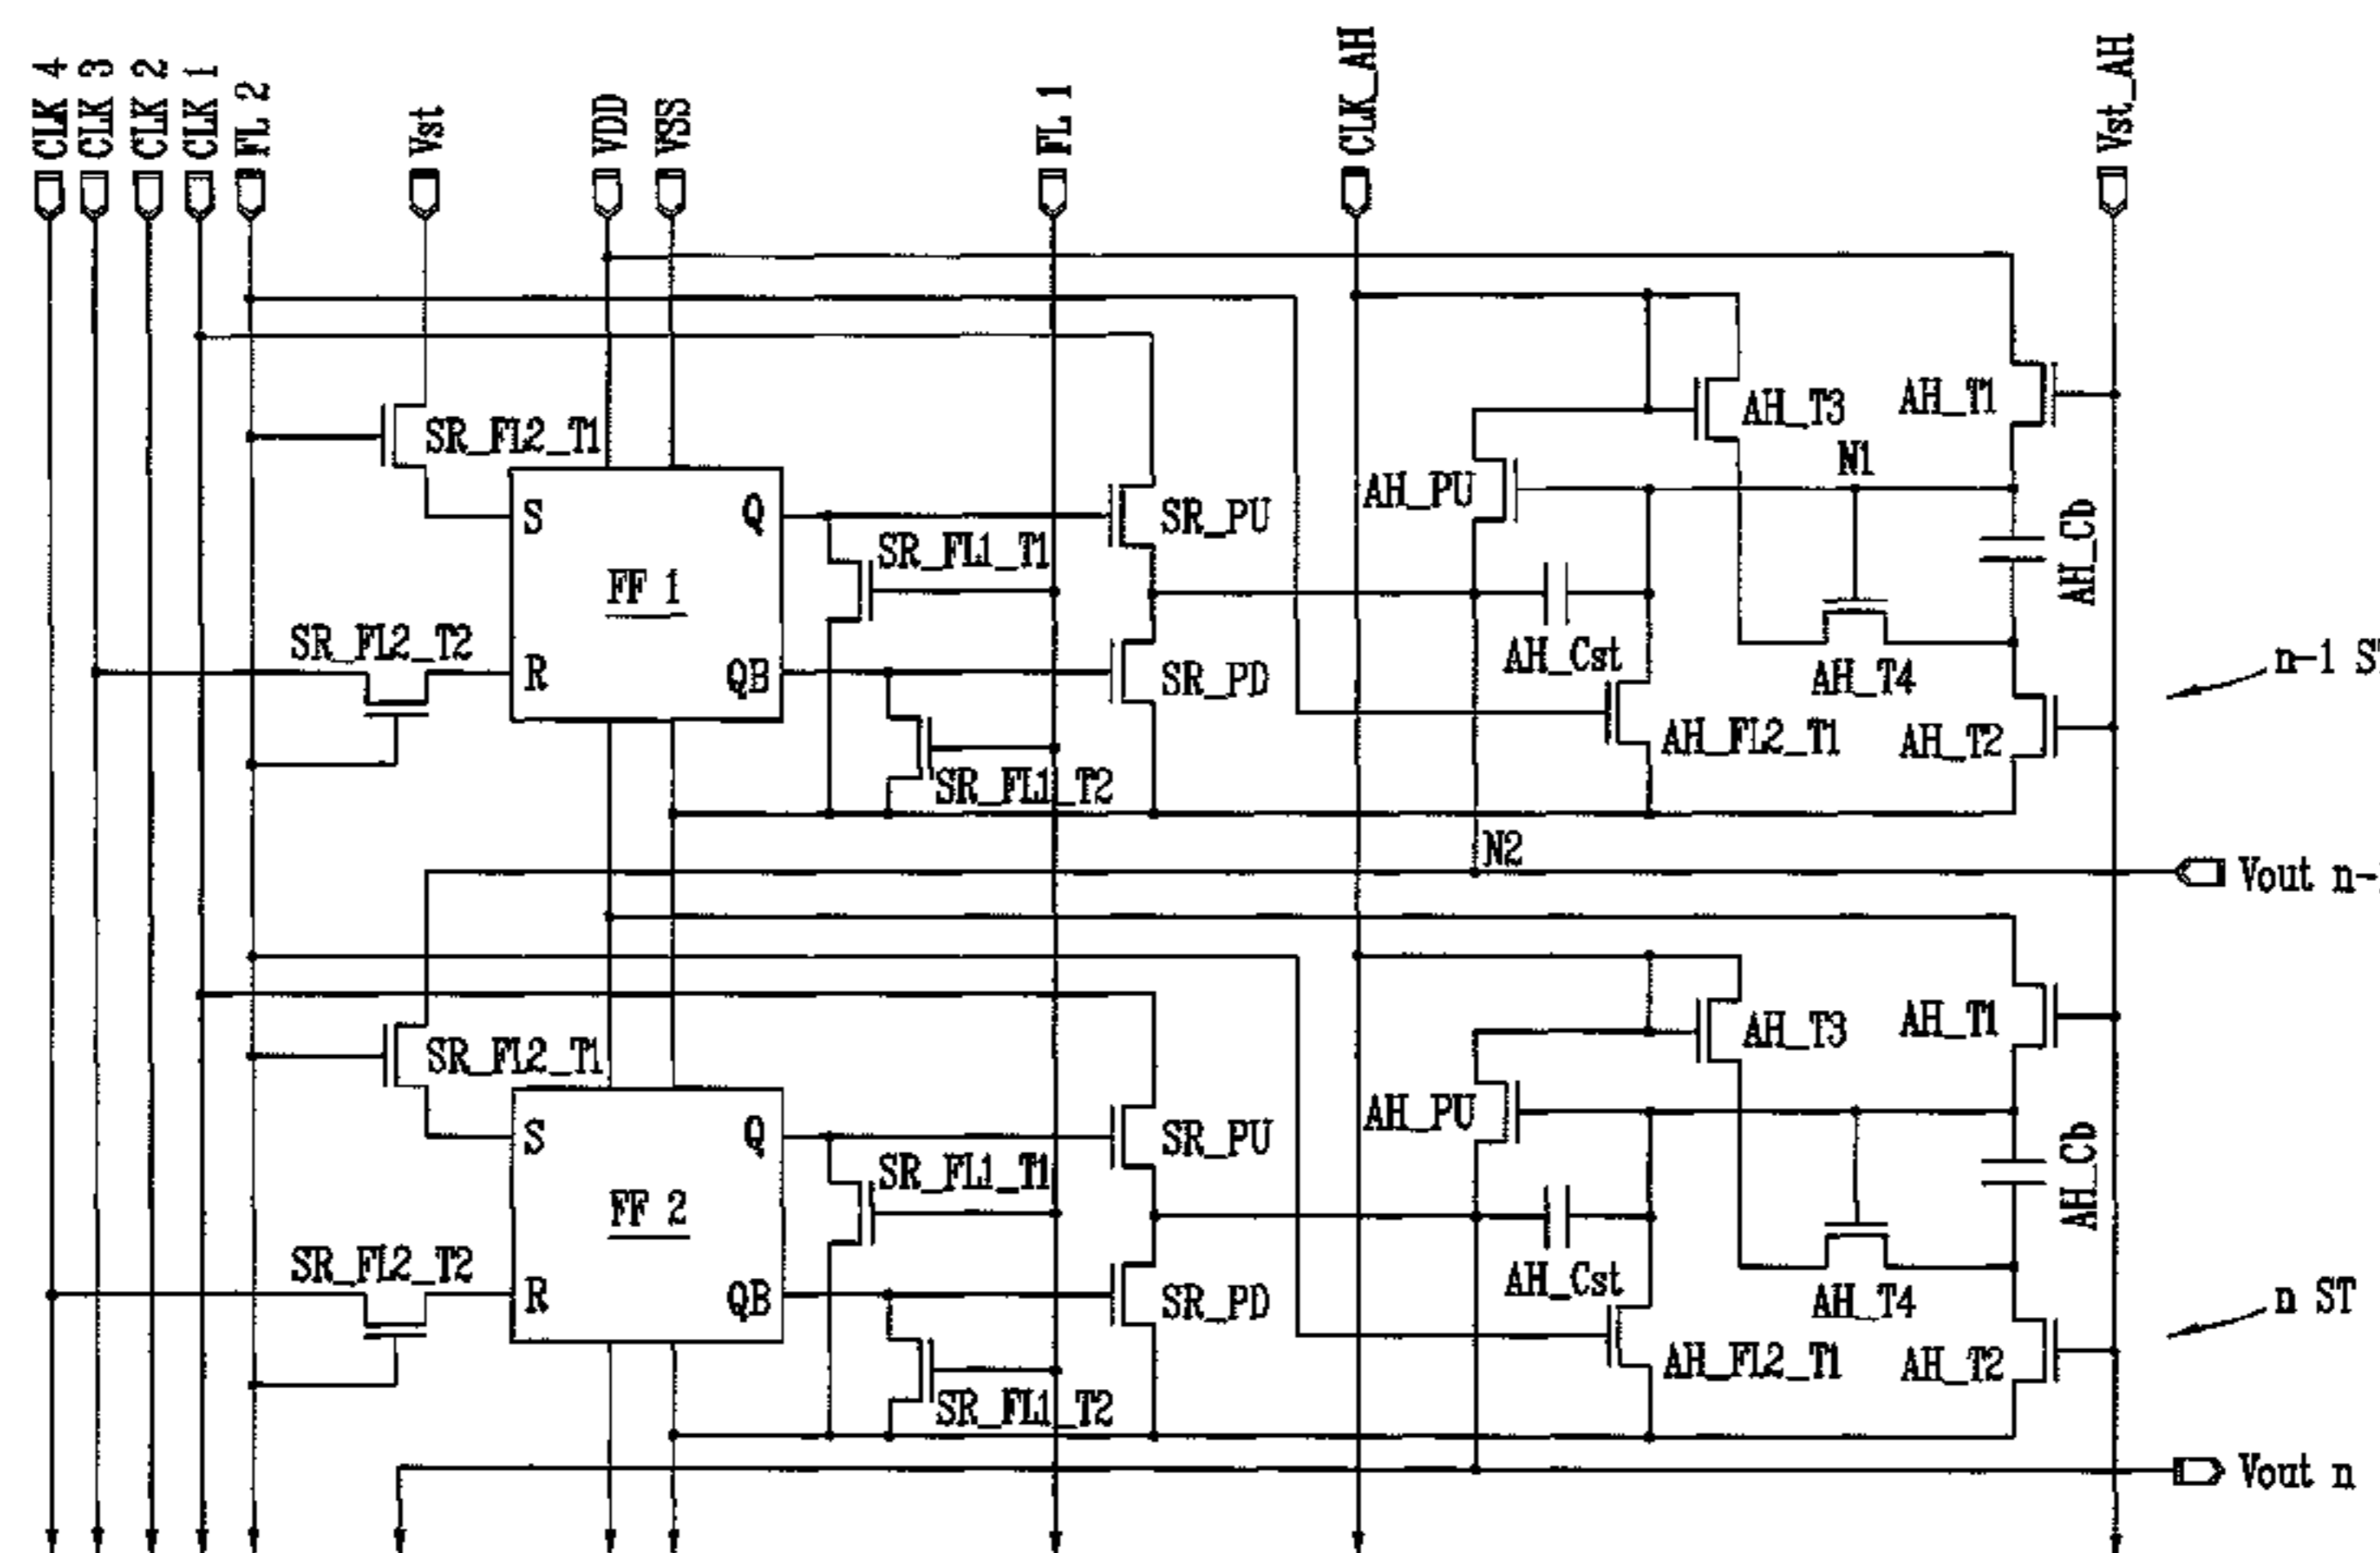 CLK 4
CLK 3
CLK 2
CLK 1
FL 2
Vst
VDD
VSS
FL 1
CLK_AH
Vst_AH
SR_FL2_T1
AH_T3
AH_T1
N1
AH_PU
S
Q
SR_PU
SR_FL1_T1
AH_Cb
FF 1
SR_FL2_T2
R
QB
SR_PD
AH_Cst
AH_T4
n-1 S
AH_FL2_T1
AH_T2
SR_FL1_T2
N2
Vout n-
SR_FL2_T1
AH_T3
AH_T1
AH_PU
S
Q
SR_PU
SR_FL1_T1
AH_Cb
FF 2
SR_FL2_T2
R
QB
SR_PD
AH_Cst
AH_T4
n ST
AH_FL2_T1
AH_T2
SR_FL1_T2
Vout n